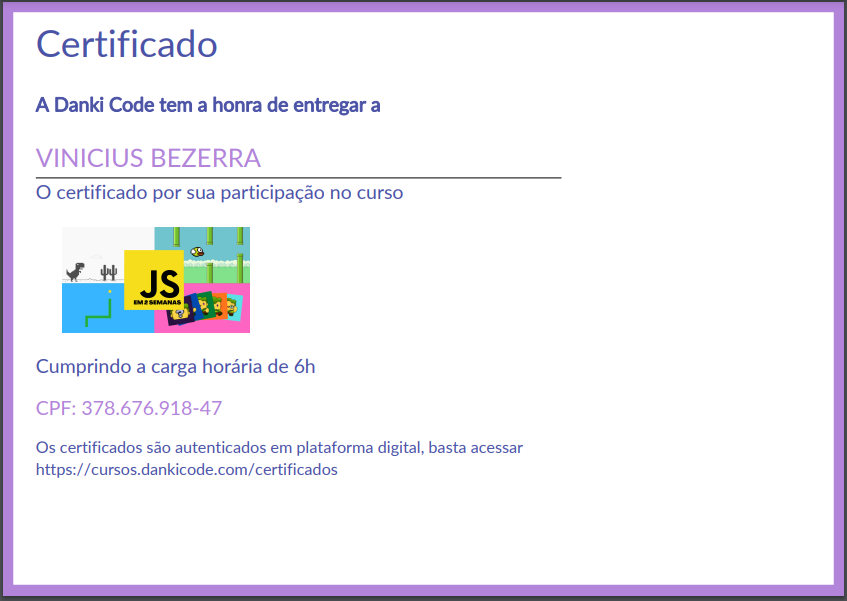 Certificado
A Danki Code tem a honra de entregar a
VINICIUS BEZERRA
O certificado por sua participação no curso
JS
EM 2 SEMANAS
Cumprindo a carga horária de 6h
CPF: 378.676.918-47
Os certificados são autenticados em plataforma digital, basta acessar
https://cursos.dankicode.com/certificados